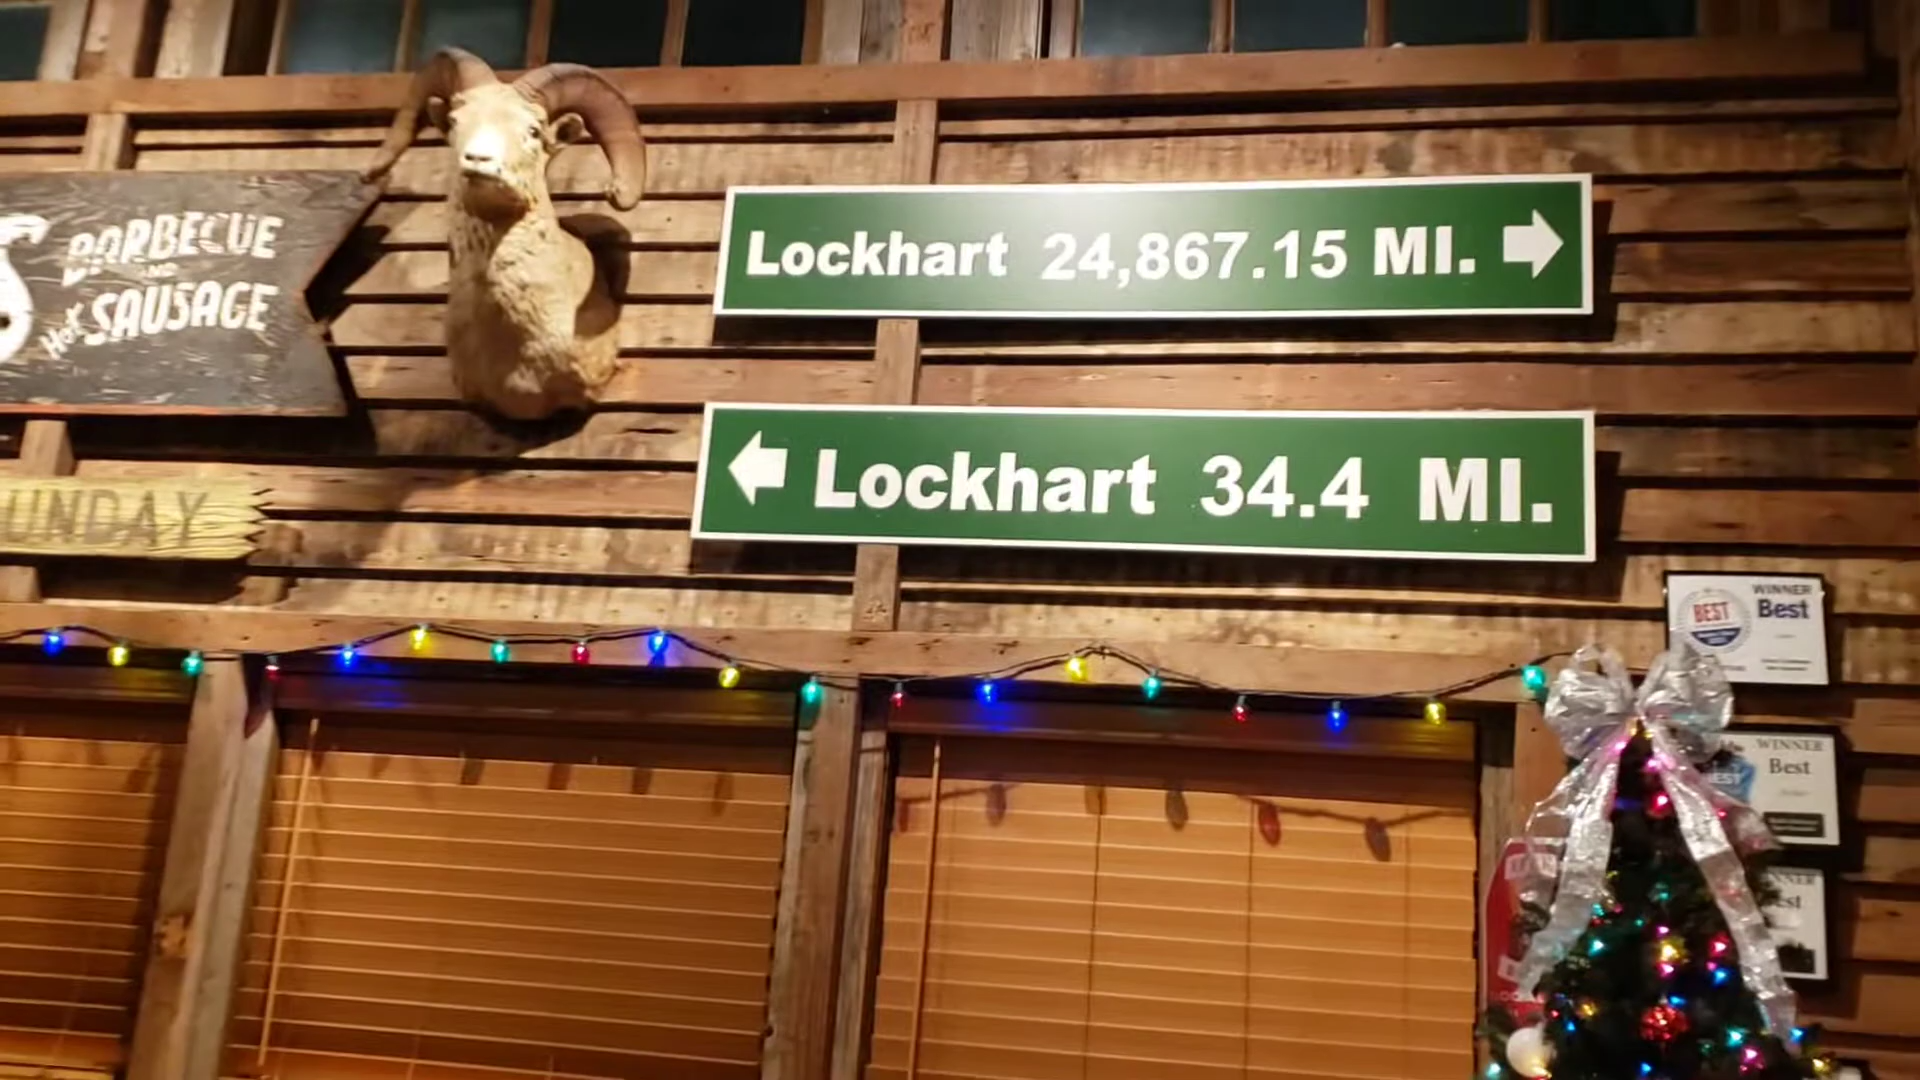 BARBECUE
AND
Hot SAUSAGE
Lockhart 24,867.15 MI.
Lockhart 34.4 MI.
UNDAY
WINNER
BEST Best
WINNER
Best